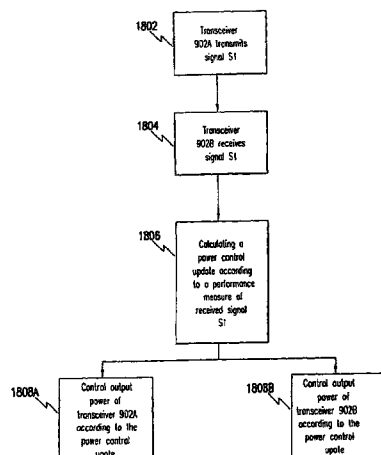 1802
Transceiver
902A transmits
signal S1
1804
Transceiver
902B receives
signal S1
1806
Calculating a
power control
update according
to a performance
measure of
received signal
S1
1808A
Control output
power of
transceiver 902A
according to the
power control
upate
1808B
Control output
power of
transceiver 902B
according to the
power control
upate